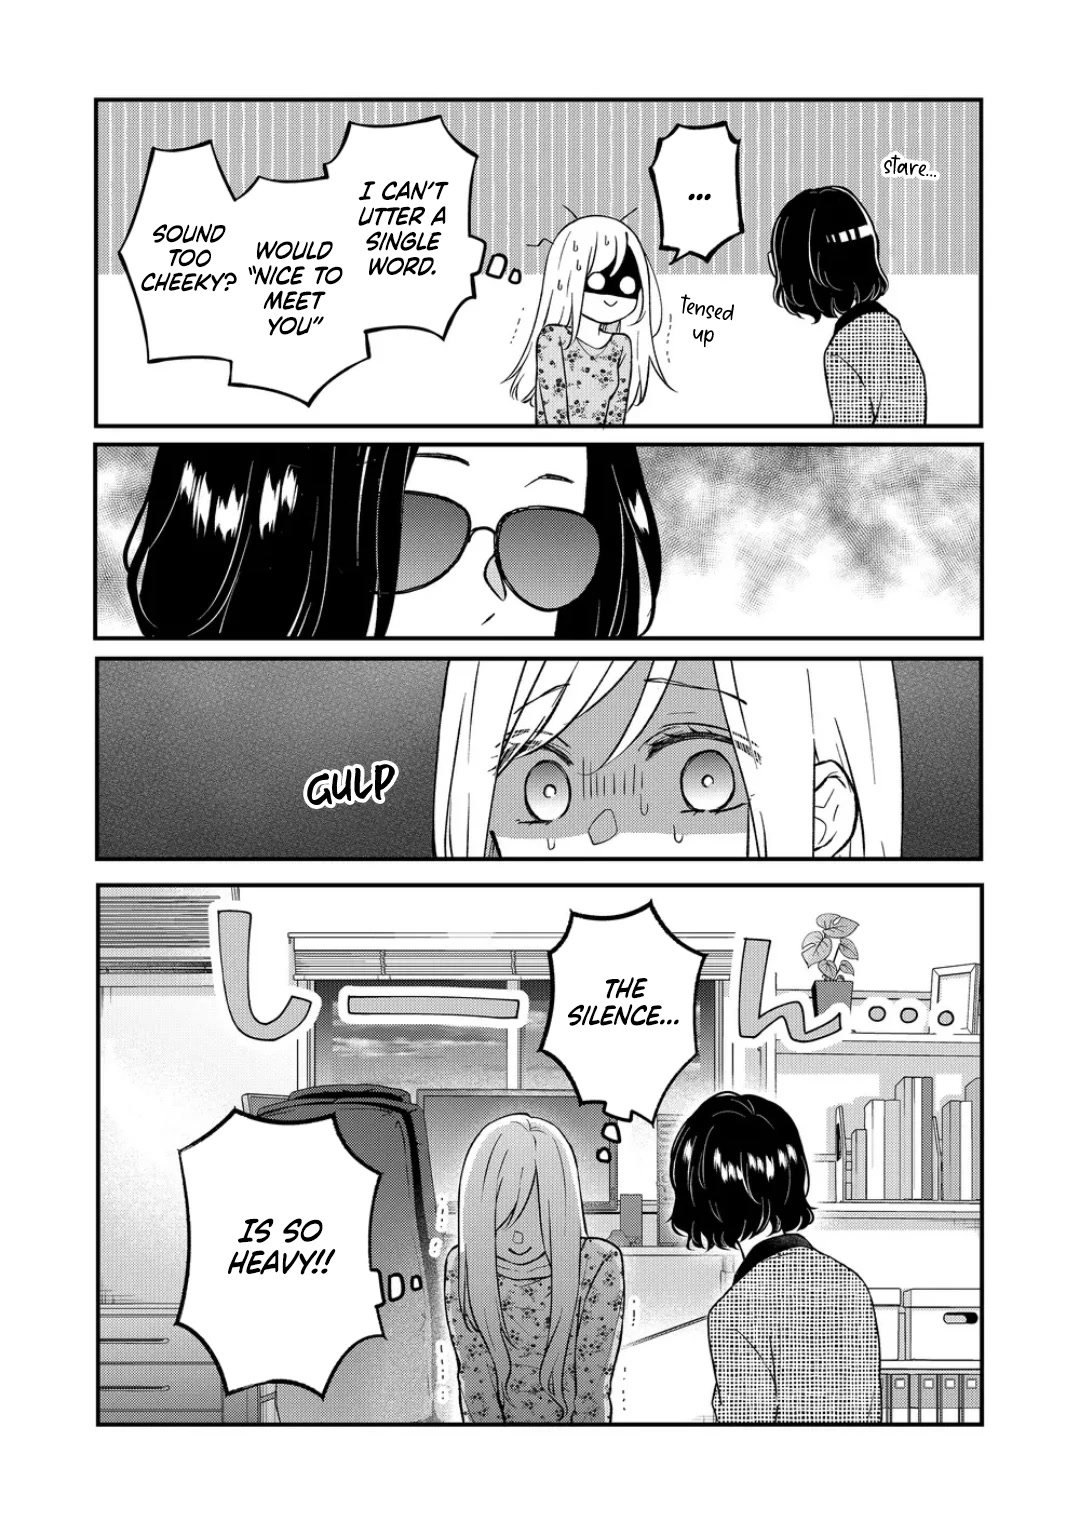 stare...
...
tensed
up
I CAN'T
UTTER A
SINGLE
WORD.
WOULD
"NICE TO
MEET
YOU"
SOUND
TOO
CHEEKY?
GULP
しーん...
THE
SILENCE...
IS SO
HEAVY!!